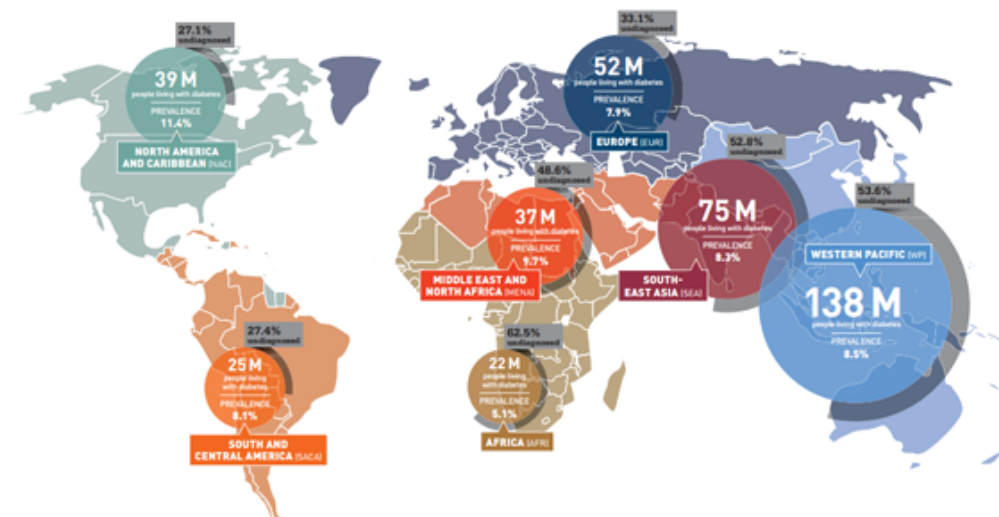 27.1%
undiagnosed
39 M
people living with diabetes
PREVALENCE
11.4%
NORTH AMERICA
AND CARIBBEAN (NAC)
33.1%
undiagnosed
52 M
people living with diabetes
PREVALENCE
7.9%
EUROPE (EUR)
48.6%
undiagnosed
37 M
people living with diabetes
PREVALENCE
9.7%
MIDDLE EAST AND
NORTH AFRICA (MENA)
52.8%
undiagnosed
75 M
people living with diabetes
PREVALENCE
8.3%
SOUTH-
EAST ASIA (SEA)
53.6%
undiagnosed
WESTERN PACIFIC (WP)
138 M
people living with diabetes
PREVALENCE
8.5%
27.4%
undiagnosed
25 M
people living
with diabetes
PREVALENCE
8.1%
SOUTH AND
CENTRAL AMERICA (SACA)
62.5%
undiagnosed
22 M
people living
with diabetes
PREVALENCE
5.1%
AFRICA (AFR)